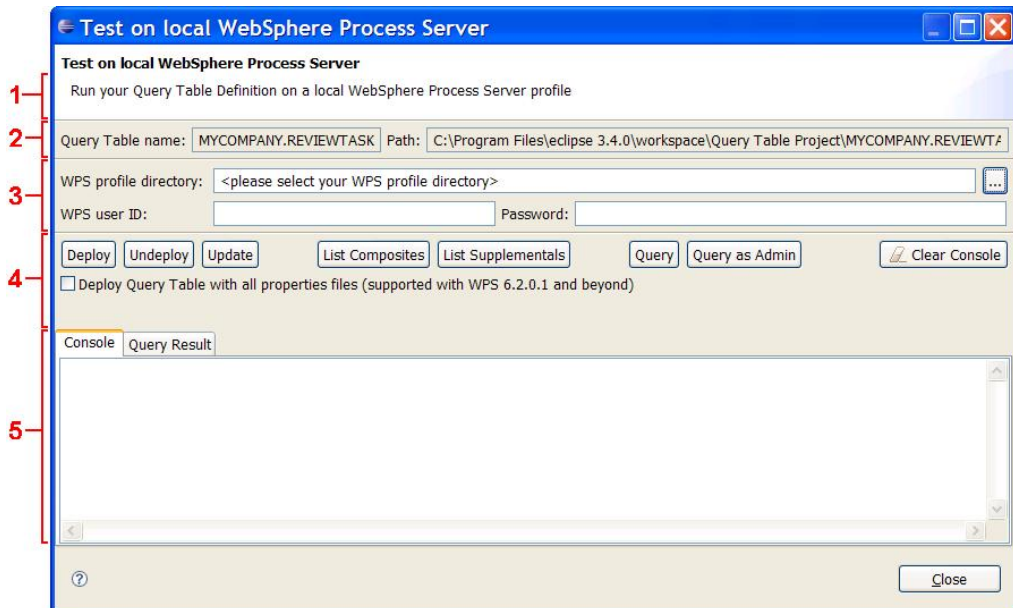 Test on local WebSphere Process Server
Test on local WebSphere Process Server
1
Run your Query Table Definition on a local WebSphere Process Server profile
2
Query Table name: MYCOMPANY.REVIEWTASK Path: C:\Program Files\eclipse 3.4.0\workspace\Query Table Project\MYCOMPANY.REVIEWTA
3
WPS profile directory: <please select your WPS profile directory> ...
WPS user ID: Password:
4
Deploy Undeploy Update List Composites List Supplementals Query Query as Admin Clear Console
Deploy Query Table with all properties files (supported with WPS 6.2.0.1 and beyond)
5
Console Query Result
? Close